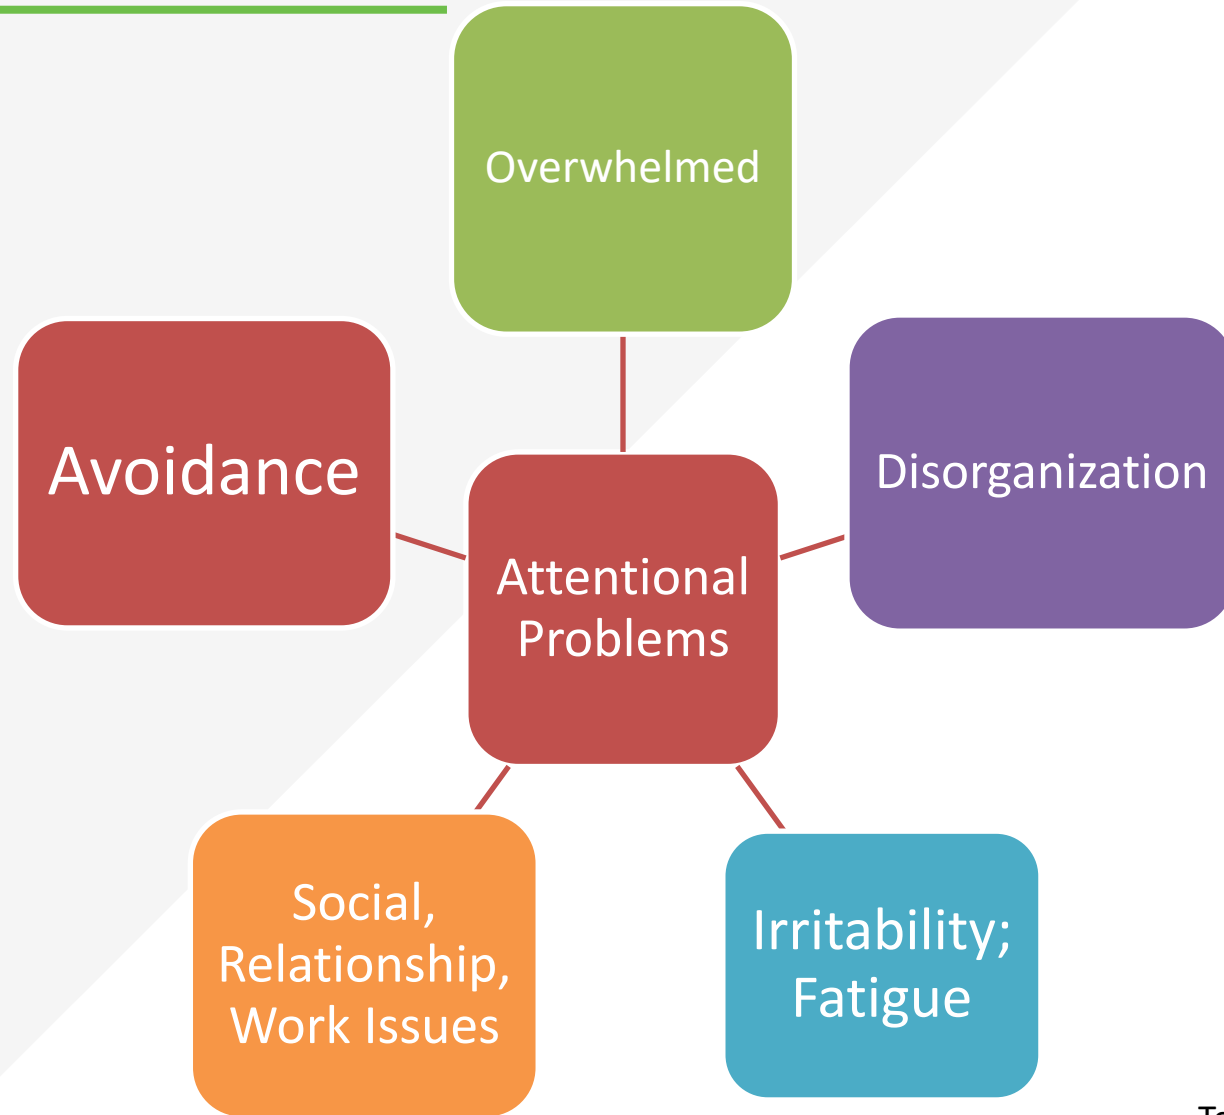 Overwhelmed
Avoidance
Disorganization
Attentional
Problems
Social,
Relationship,
Work Issues
Irritability;
Fatigue